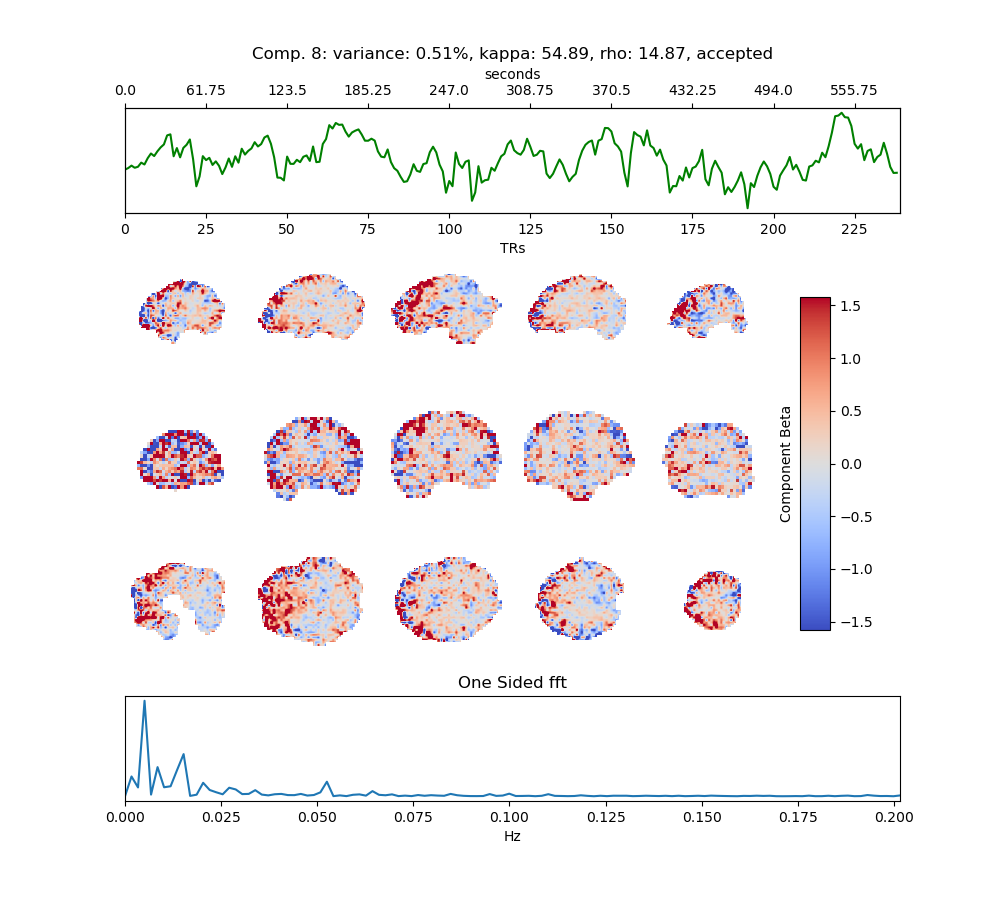 Comp. 8: variance: 0.51%, kappa: 54.89, rho: 14.87, accepted
seconds
0.0 61.75 123.5 185.25 247.0 308.75 370.5 432.25 494.0 555.75
0 25 50 75 100 125 150 175 200 225
TRs
1.5
1.0
0.5
0.0
−0.5
−1.0
−1.5
Component Beta
One Sided fft
0.000 0.025 0.050 0.075 0.100 0.125 0.150 0.175 0.200
Hz